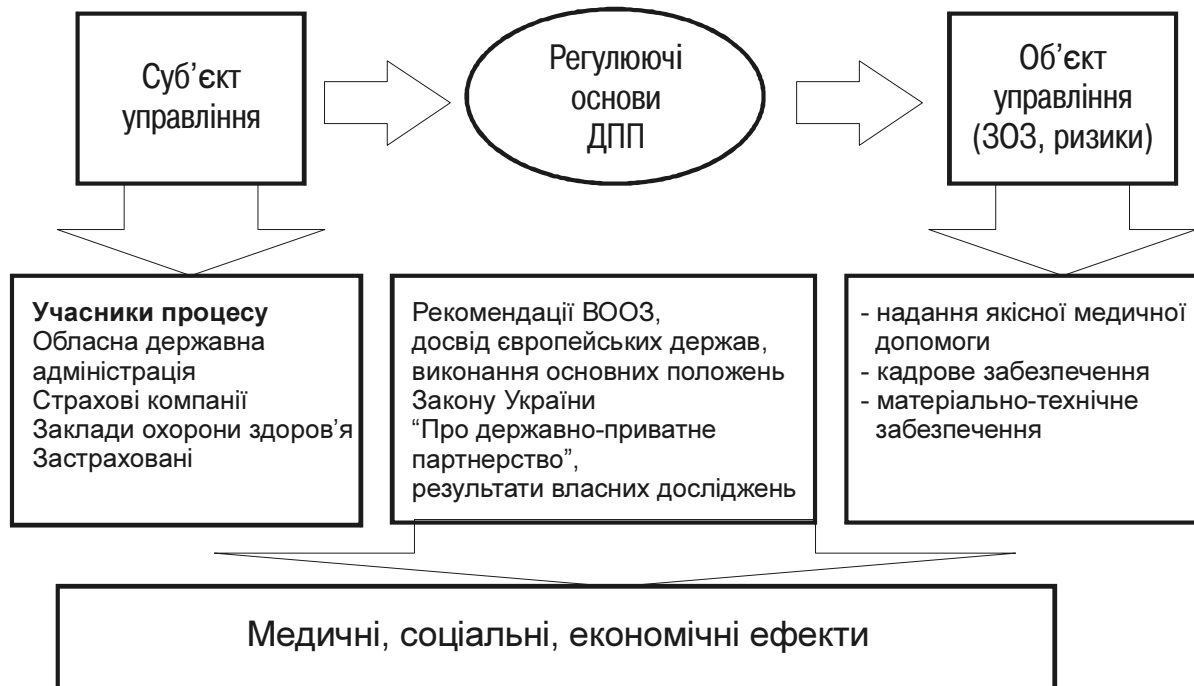 Суб’єкт
управління
Регулюючі
основи
ДПП
Об’єкт
управління
(ЗОЗ, ризики)
Учасники процесу
Обласна державна
адміністрація
Страхові компанії
Заклади охорони здоров’я
Застраховані
Рекомендації ВООЗ,
досвід європейських держав,
виконання основних положень
Закону України
“Про державно-приватне
партнерство”,
результати власних досліджень
- надання якісної медичної
допомоги
- кадрове забезпечення
- матеріально-технічне
забезпечення
Медичні, соціальні, економічні ефекти